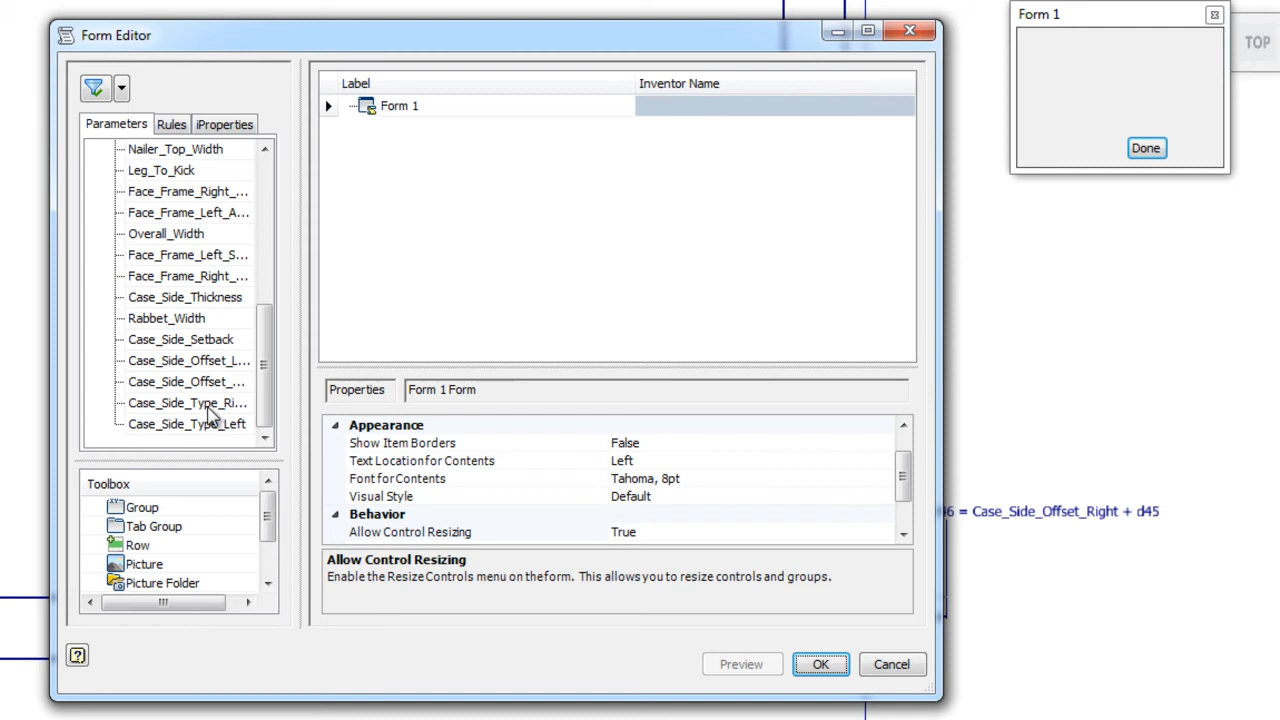 Form Editor
Form 1
TOP
Done
Parameters
Rules
iProperties
Nailer_Top_Width
Leg_To_Kick
Face_Frame_Right_...
Face_Frame_Left_A...
Overall_Width
Face_Frame_Left_S...
Face_Frame_Right_...
Case_Side_Thickness
Rabbet_Width
Case_Side_Setback
Case_Side_Offset_L...
Case_Side_Offset_...
Case_Side_Type_Ri...
Case_Side_Type_Left
Toolbox
Group
Tab Group
Row
Picture
Picture Folder
Label Inventor Name
Form 1
Properties Form 1 Form
Appearance
Show Item Borders False
Text Location for Contents Left
Font for Contents Tahoma, 8pt
Visual Style Default
Behavior
Allow Control Resizing True
Allow Control Resizing
Enable the Resize Controls menu on the form. This allows you to resize controls and groups.
Preview OK Cancel
6 = Case_Side_Offset_Right + d45